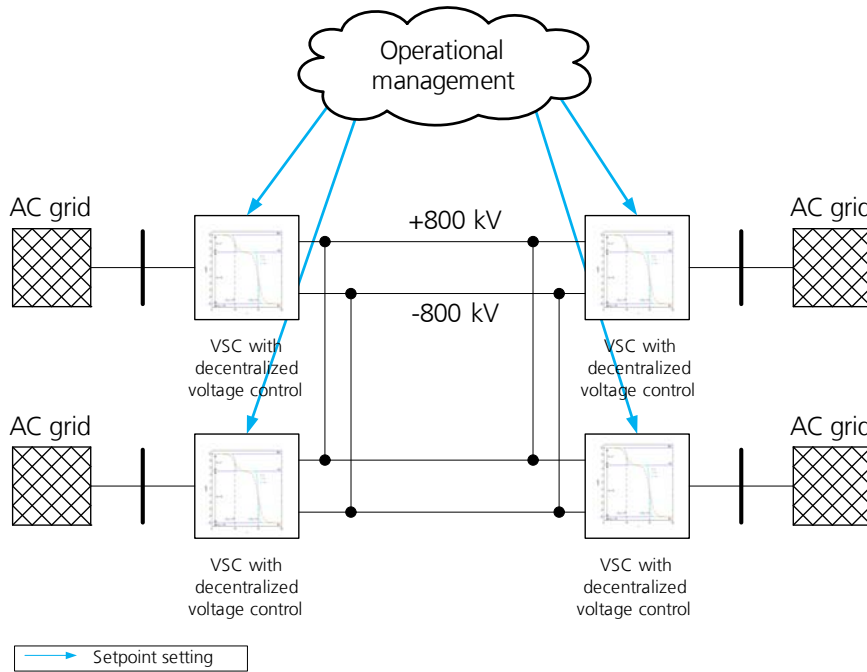 Operational
management
AC grid
AC grid
+800 kV
-800 kV
VSC with
decentralized
voltage control
VSC with
decentralized
voltage control
AC grid
AC grid
VSC with
decentralized
voltage control
VSC with
decentralized
voltage control
Setpoint setting